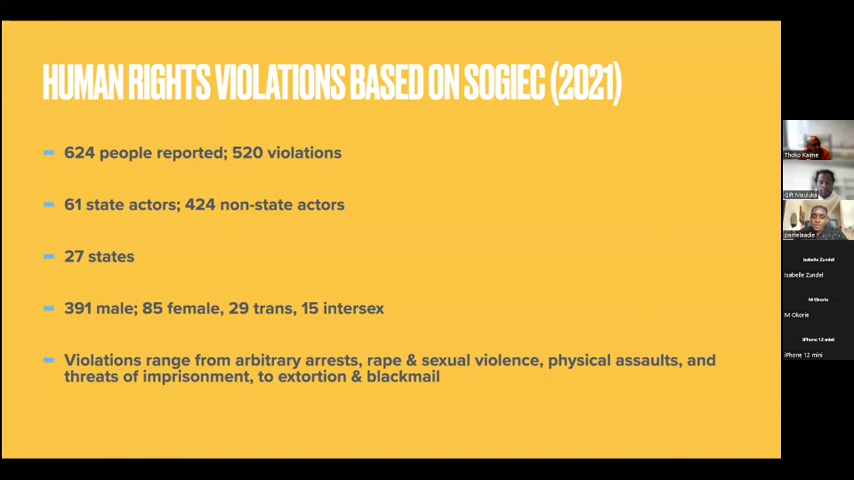 HUMAN RIGHTS VIOLATIONS BASED ON SOGIEC (2021)
624 people reported; 520 violations
61 state actors; 424 non-state actors
27 states
391 male; 85 female, 29 trans, 15 intersex
Violations range from arbitrary arrests, rape & sexual violence, physical assaults, and
threats of imprisonment, to extortion & blackmail
Thoko Kaime
Gift Mauluka
pamelaadie
Isabelle Zundel
Isabelle Zundel
M Okorie
M Okorie
iPhone 12 mini
iPhone 12 mini